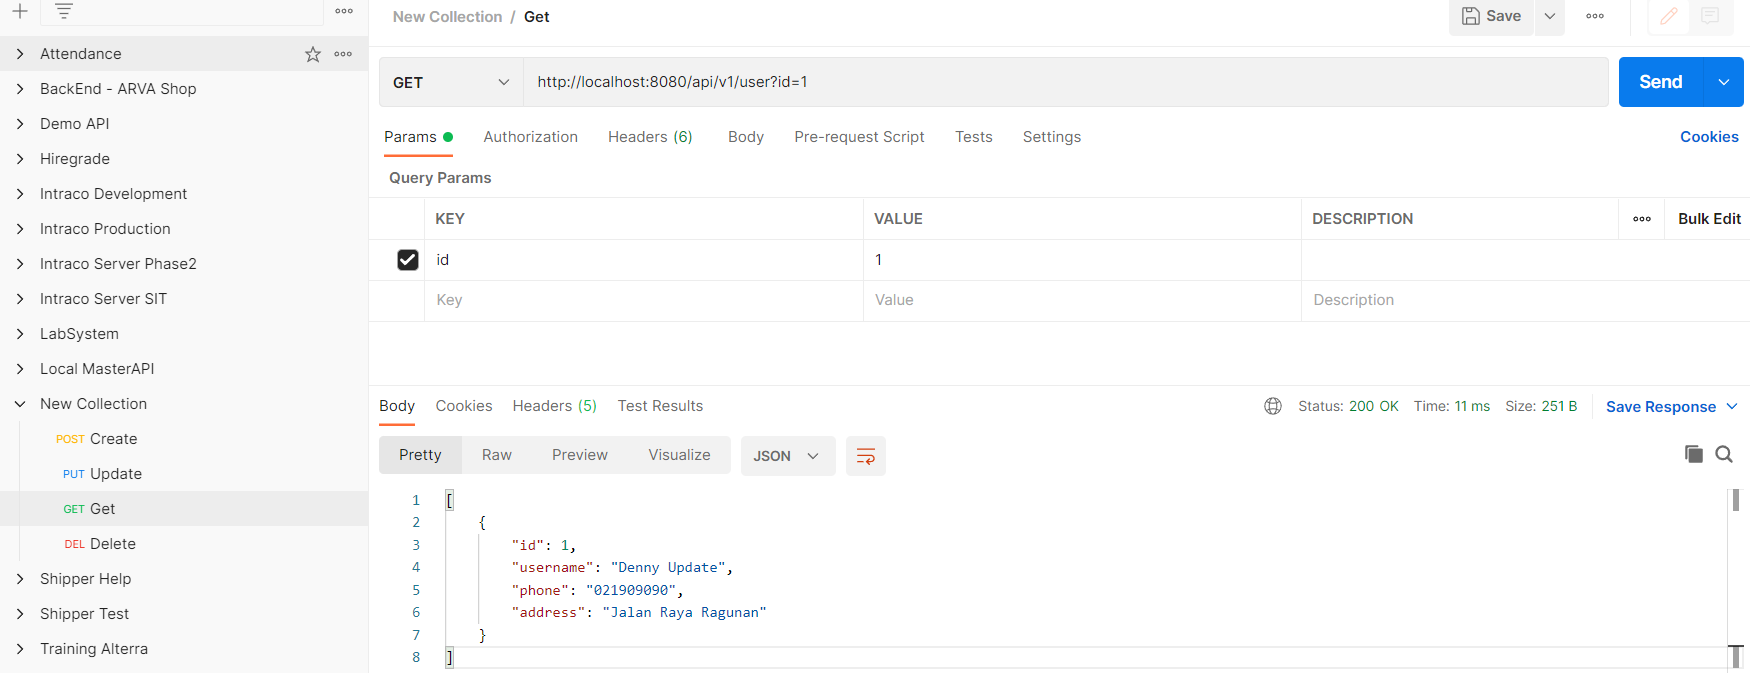 New Collection / Get
Save
Attendance
BackEnd - ARVA Shop
Demo API
Hiregrade
Intraco Development
Intraco Production
Intraco Server Phase2
Intraco Server SIT
LabSystem
Local MasterAPI
New Collection
POST Create
PUT Update
GET Get
DEL Delete
Shipper Help
Shipper Test
Training Alterra
GET http://localhost:8080/api/v1/user?id=1 Send
Params Authorization Headers (6) Body Pre-request Script Tests Settings Cookies
Query Params
KEY VALUE DESCRIPTION Bulk Edit
id 1
Key Value Description
Body Cookies Headers (5) Test Results Status: 200 OK Time: 11 ms Size: 251 B Save Response
Pretty Raw Preview Visualize JSON
1 [
2 {
3 "id": 1,
4 "username": "Denny Update",
5 "phone": "021909090",
6 "address": "Jalan Raya Ragunan"
7 }
8 ]